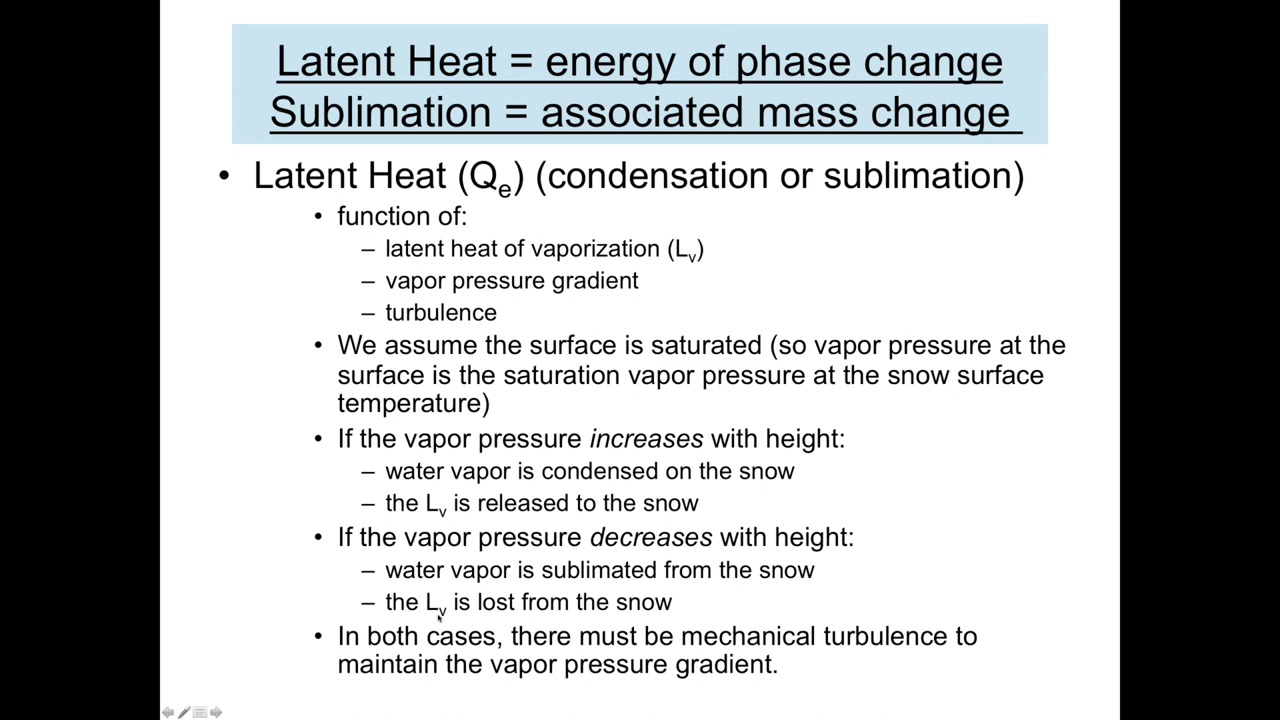 Latent Heat = energy of phase change
Sublimation = associated mass change
• Latent Heat (Qe) (condensation or sublimation)
• function of:
– latent heat of vaporization (Lv)
– vapor pressure gradient
– turbulence
• We assume the surface is saturated (so vapor pressure at the
surface is the saturation vapor pressure at the snow surface
temperature)
• If the vapor pressure increases with height:
– water vapor is condensed on the snow
– the Lv is released to the snow
• If the vapor pressure decreases with height:
– water vapor is sublimated from the snow
– the Lv is lost from the snow
• In both cases, there must be mechanical turbulence to
maintain the vapor pressure gradient.